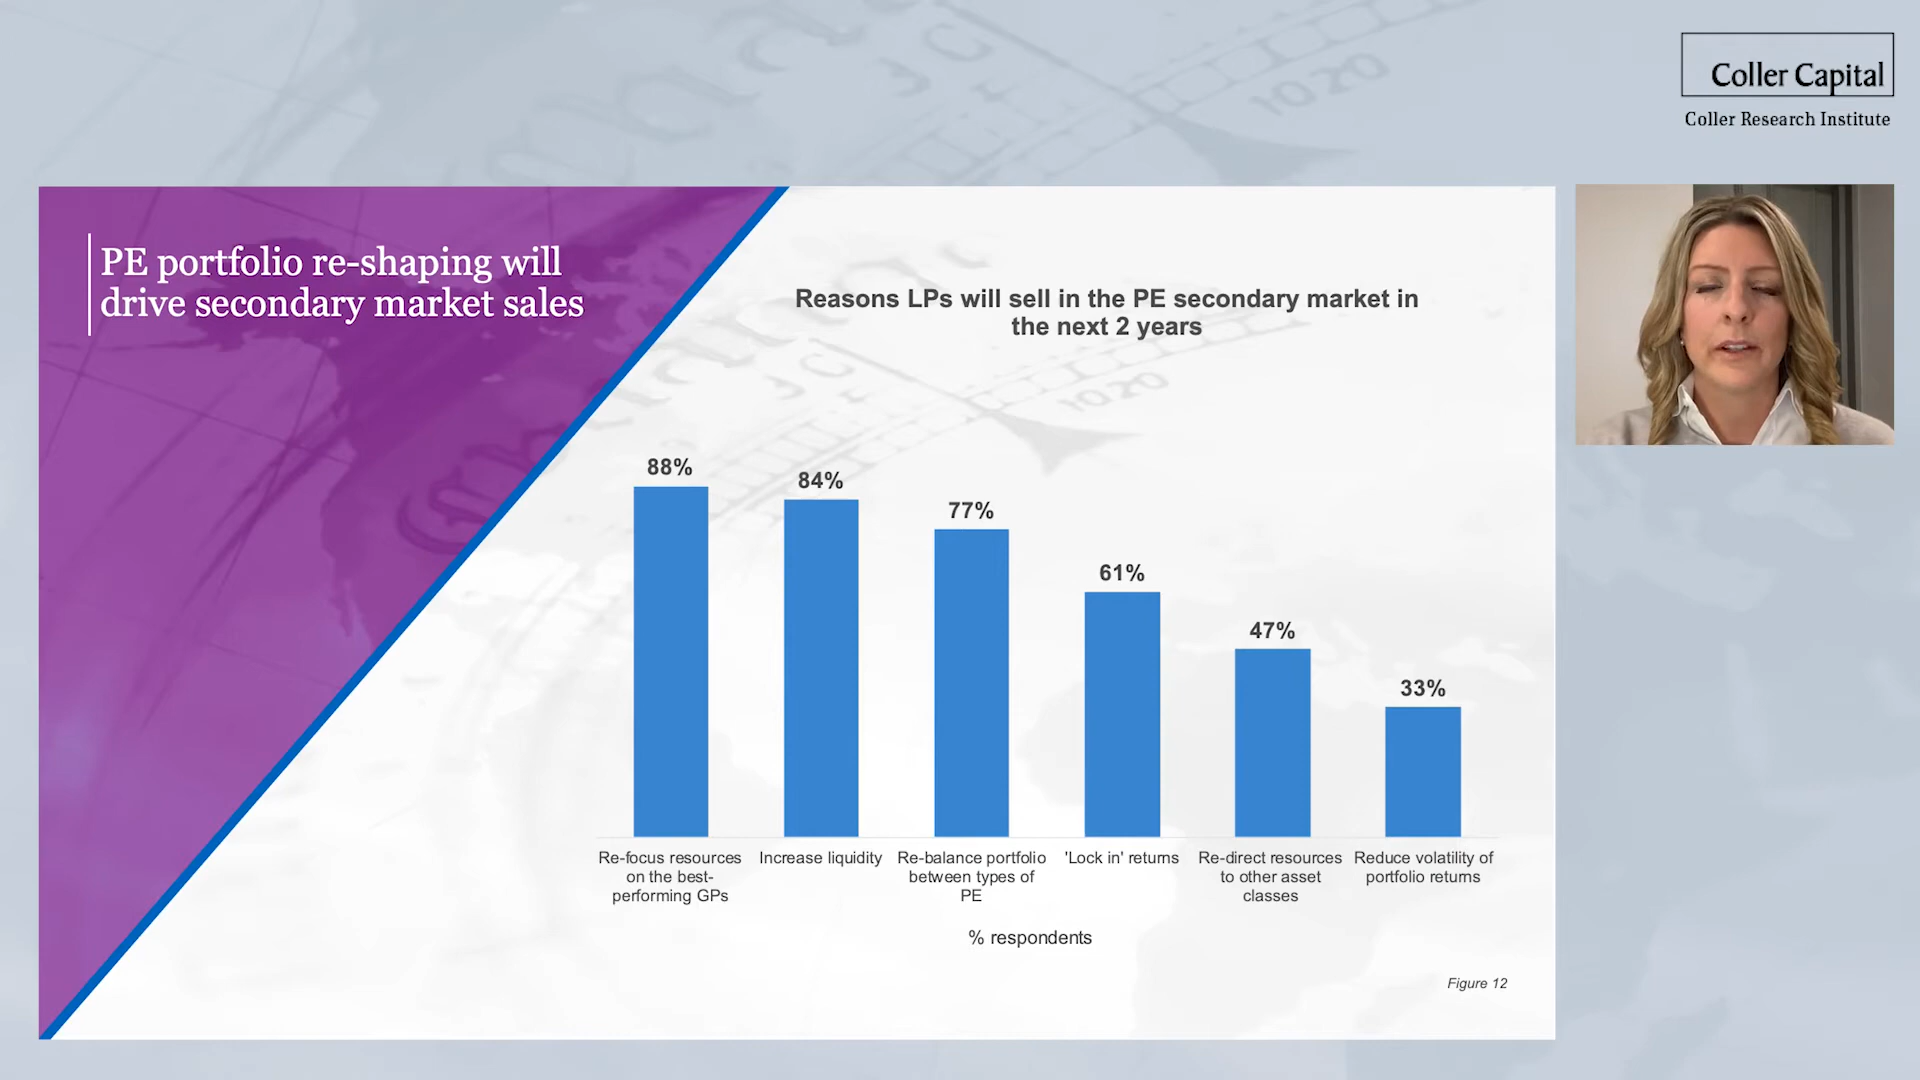 Coller Capital
Coller Research Institute
PE portfolio re-shaping will
drive secondary market sales
Reasons LPs will sell in the PE secondary market in
the next 2 years
88%
84%
77%
61%
47%
33%
Re-focus resources
on the best-
performing GPs
Increase liquidity
Re-balance portfolio
between types of
PE
'Lock in' returns
Re-direct resources
to other asset
classes
Reduce volatility of
portfolio returns
% respondents
Figure 12
1020
1020